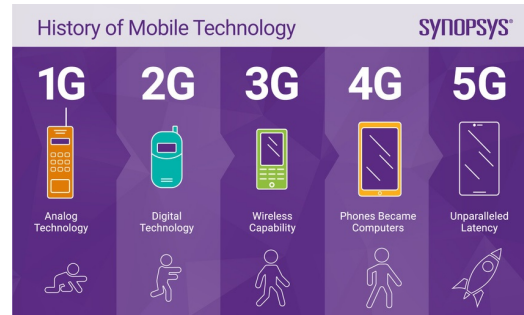 History of Mobile Technology
SYNOPSYS®
1G
2G
3G
4G
5G
Analog
Technology
Digital
Technology
Wireless
Capability
Phones Became
Computers
Unparalleled
Latency